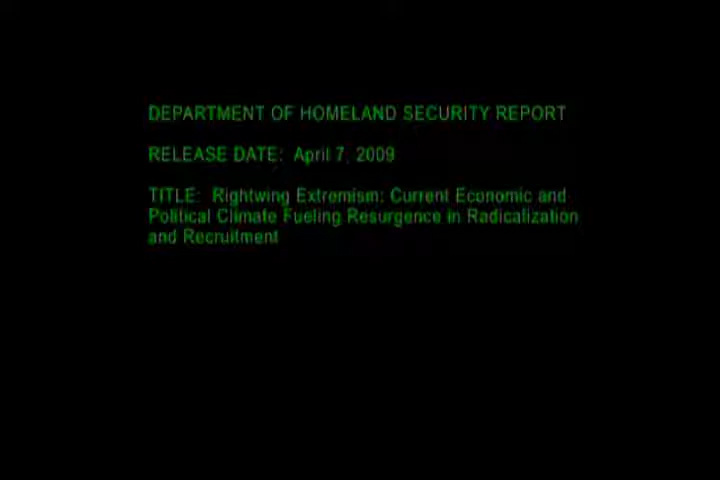 DEPARTMENT OF HOMELAND SECURITY REPORT
RELEASE DATE: April 7, 2009
TITLE: Rightwing Extremism: Current Economic and
Political Climate Fueling Resurgence in Radicalization
and Recruitment